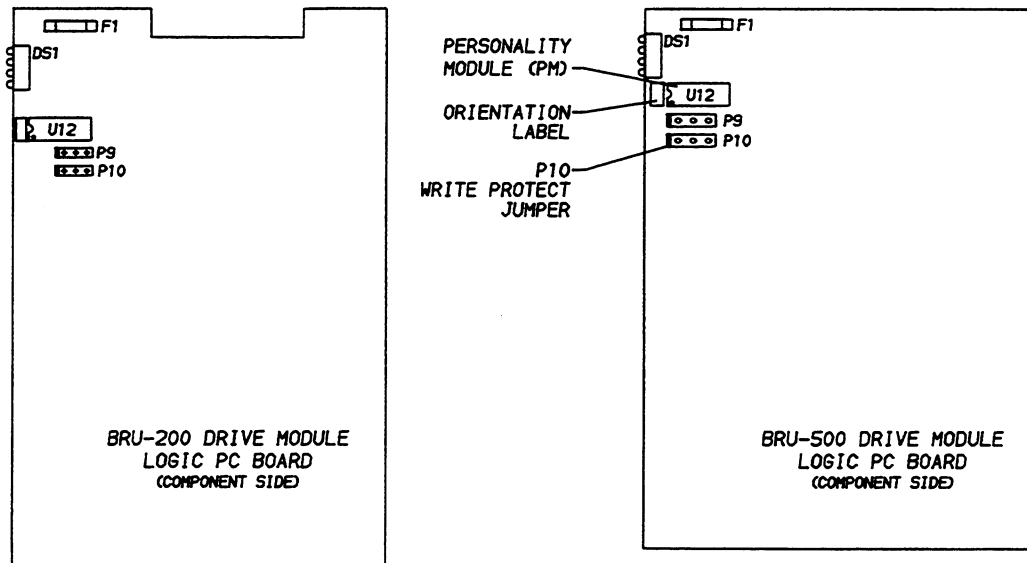 F1
DS1
U12
P9
P10
BRU-200 DRIVE MODULE
LOGIC PC BOARD
(COMPONENT SIDE)
PERSONALITY
MODULE (PM)
ORIENTATION
LABEL
P10
WRITE PROTECT
JUMPER
F1
DS1
U12
P9
P10
BRU-500 DRIVE MODULE
LOGIC PC BOARD
(COMPONENT SIDE)